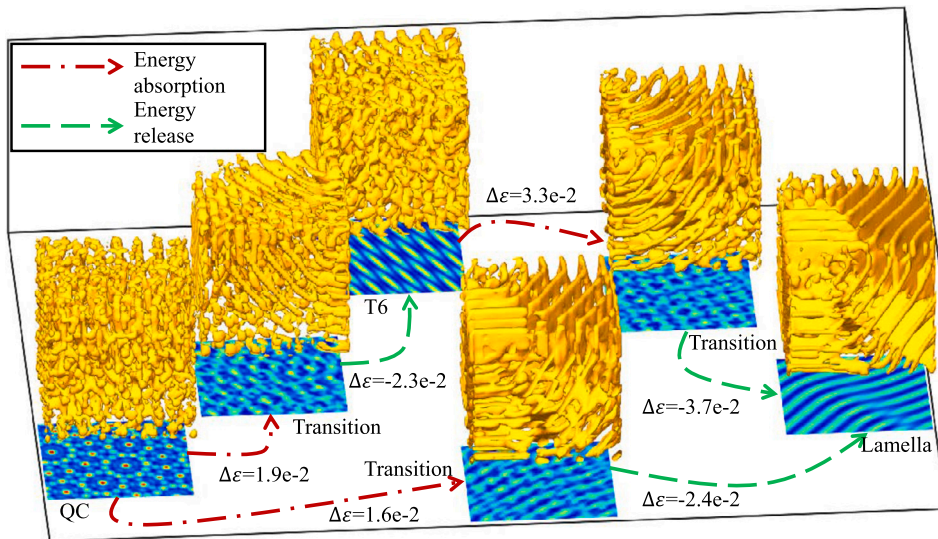 Energy
absorption
Energy
release
Δε=3.3e-2
T6
Transition
Δε=-2.3e-2
Δε=-3.7e-2
Transition
Lamella
Transition
Δε=1.9e-2
QC
Δε=1.6e-2
Δε=-2.4e-2